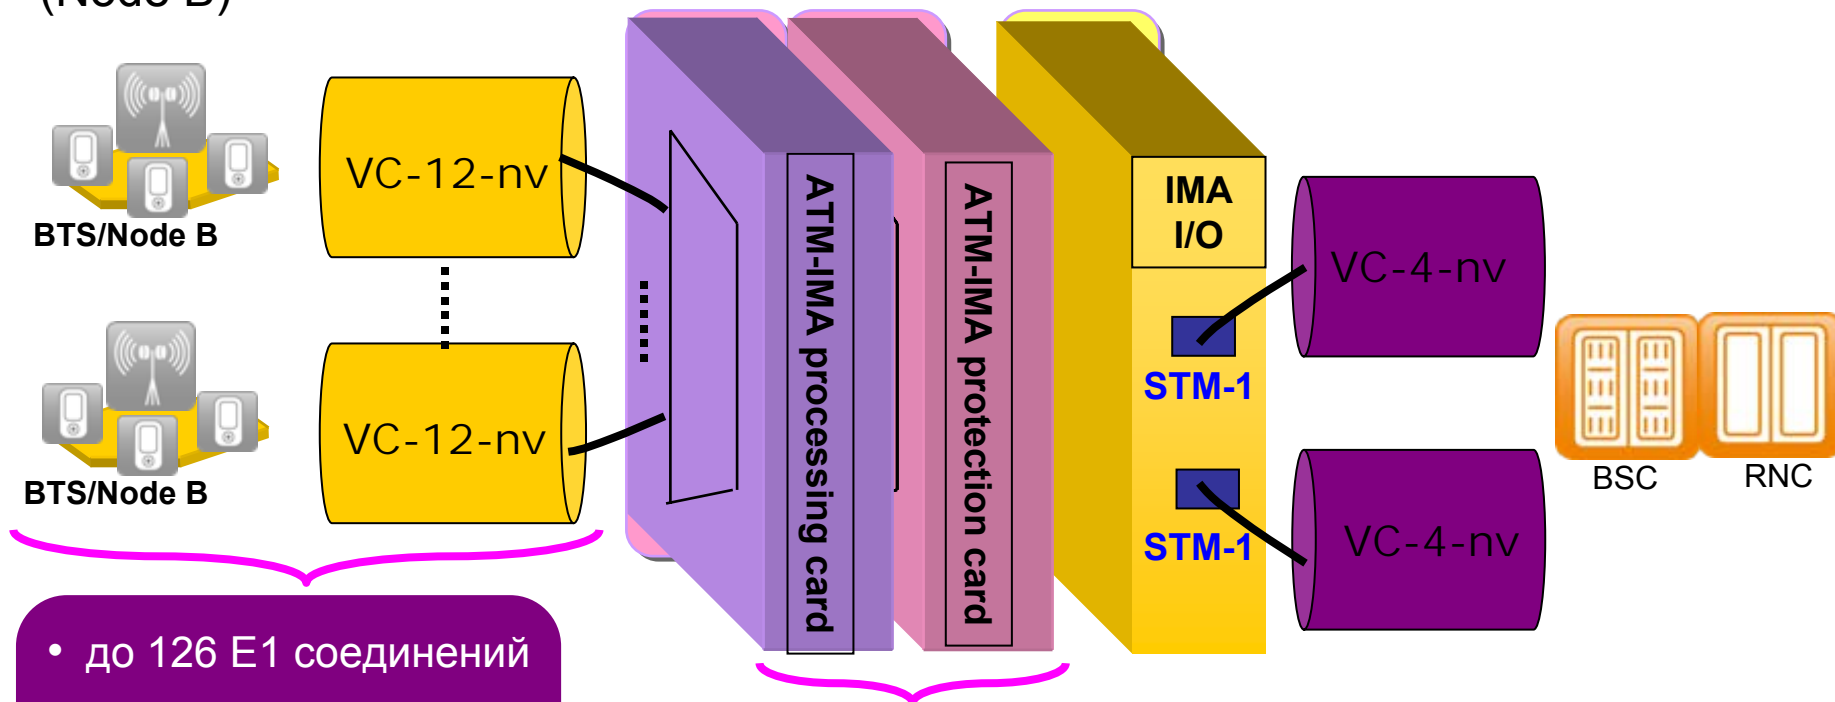 (Node B)
BTS/Node B
VC-12-nv
BTS/Node B
VC-12-nv
ATM-IMA processing card
ATM-IMA protection card
IMA
I/O
STM-1
STM-1
VC-4-nv
VC-4-nv
BSC
RNC
• до 126 E1 соединений